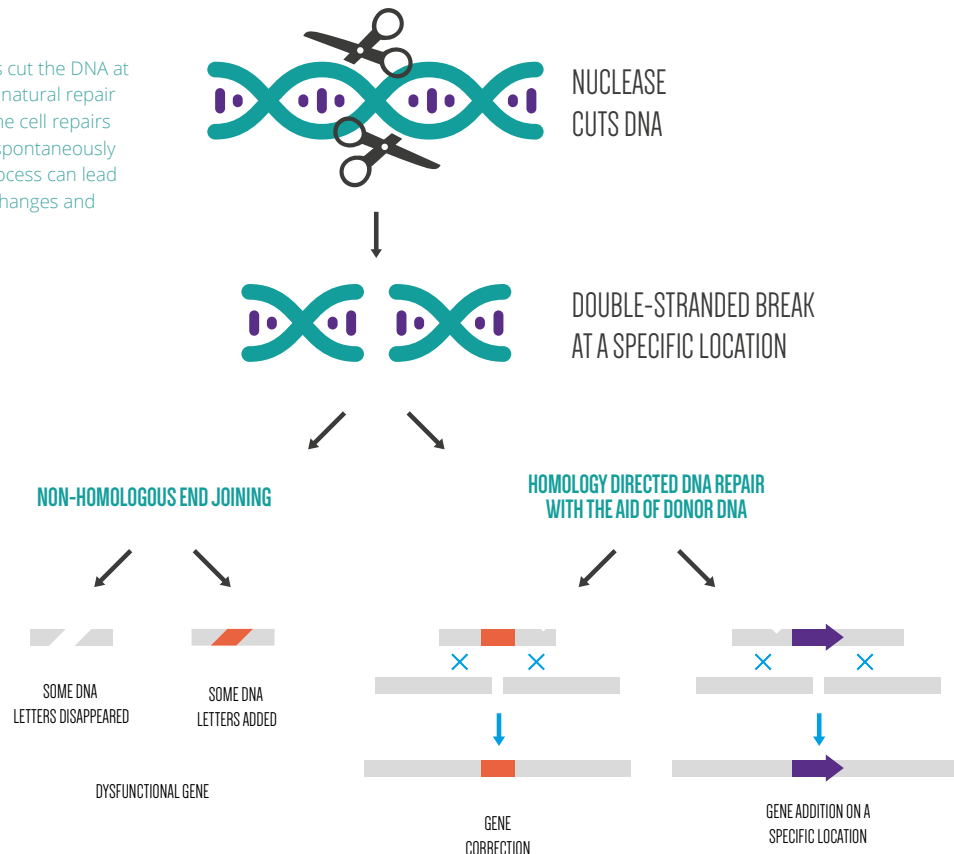 s cut the DNA at
natural repair
ne cell repairs
spontaneously
ocess can lead
hanges and
NUCLEASE
CUTS DNA
DOUBLE-STRANDED BREAK
AT A SPECIFIC LOCATION
NON-HOMOLOGOUS END JOINING
HOMOLOGY DIRECTED DNA REPAIR
WITH THE AID OF DONOR DNA
SOME DNA
LETTERS DISAPPEARED
SOME DNA
LETTERS ADDED
DYSFUNCTIONAL GENE
GENE
CORRECTION
GENE ADDITION ON A
SPECIFIC LOCATION